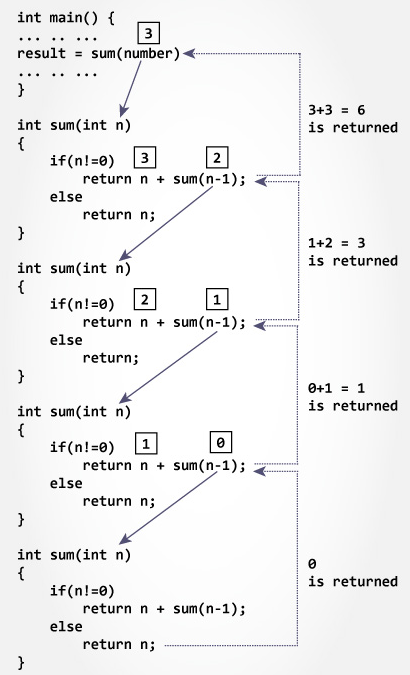 int main() {
... .. ...
3
result = sum(number)
... .. ...
}
3+3 = 6
is returned
int sum(int n)
{
if(n!=0) 3 2
return n + sum(n-1);
else
return n;
}
1+2 = 3
is returned
int sum(int n)
{
if(n!=0) 2 1
return n + sum(n-1);
else
return;
}
0+1 = 1
is returned
int sum(int n)
{
if(n!=0) 1 0
return n + sum(n-1);
else
return n;
}
0
is returned
int sum(int n)
{
if(n!=0)
return n + sum(n-1);
else
return n;
}